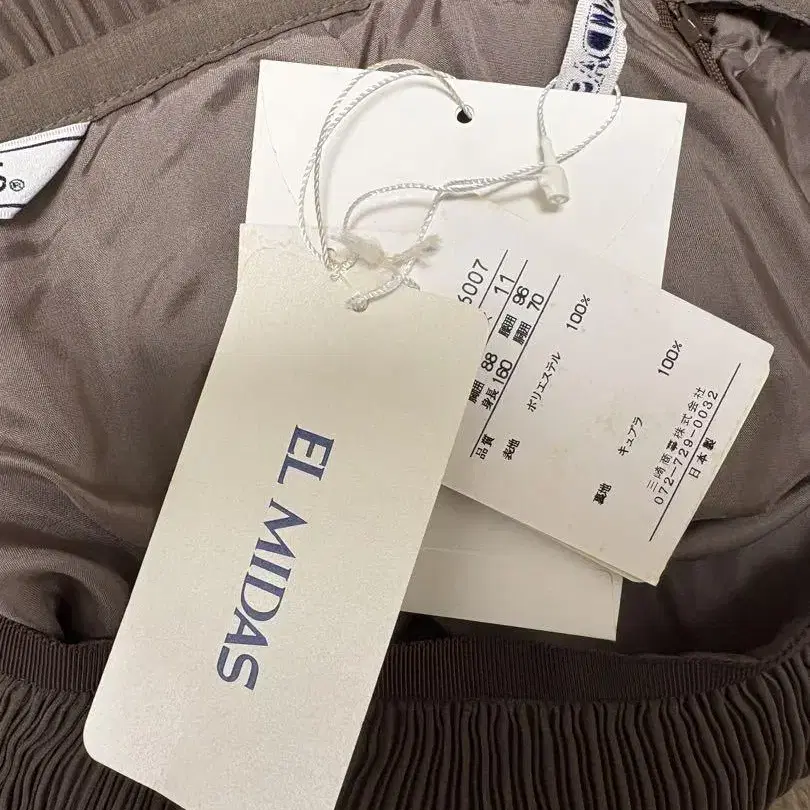 EL MIDAS
6007
11
胸囲 88 腰囲 96
身長 160 胴囲 70
品質
表地 ポリエステル 100%
裏地 キュプラ 100%
三崎商事株式会社
072-729-0032
日本製